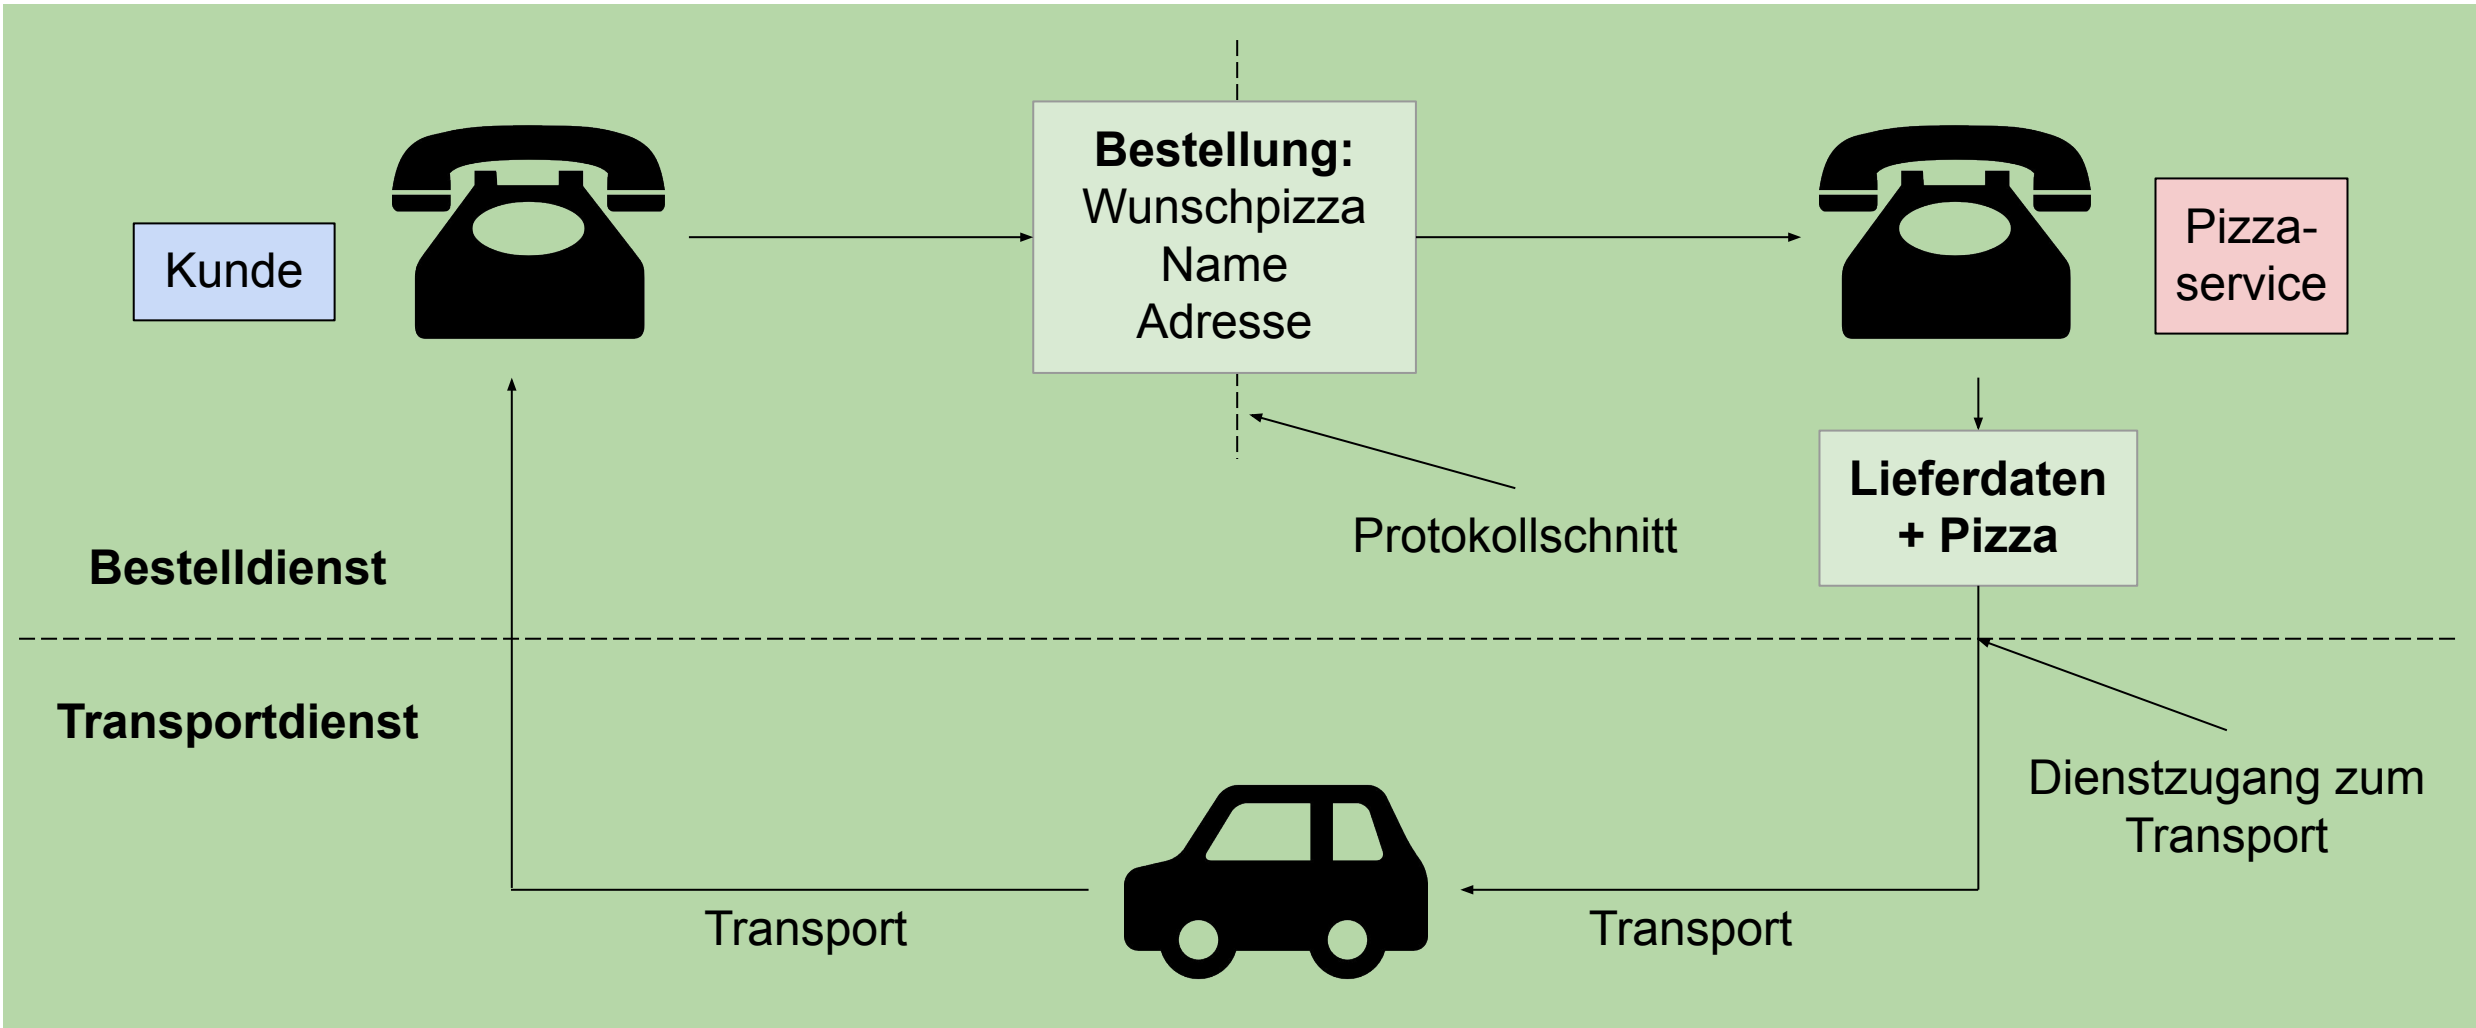 Kunde
Bestellung:
Wunschpizza
Name
Adresse
Pizza-
service
Protokollschnitt
Lieferdaten
+ Pizza
Bestelldienst
Transportdienst
Dienstzugang zum
Transport
Transport
Transport